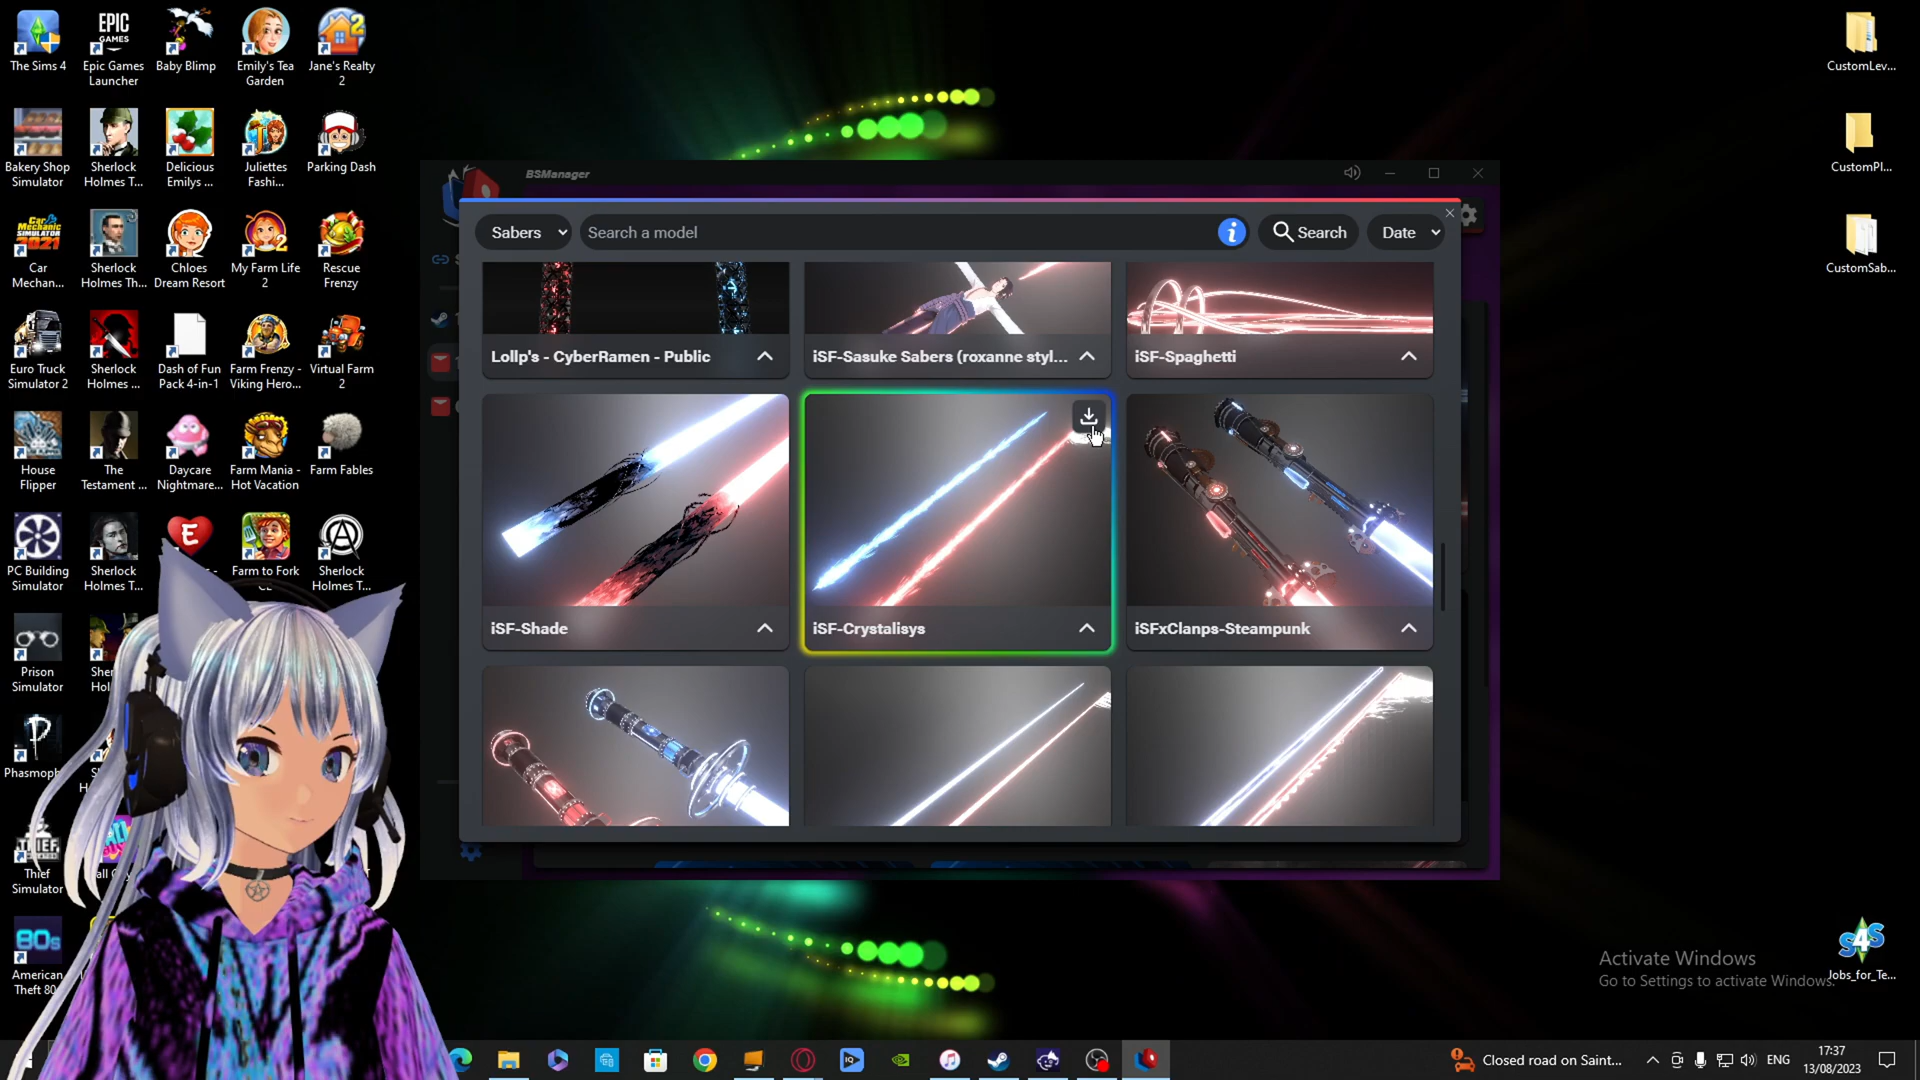 The Sims 4
EPIC
GAMES
Epic Games
Launcher
Baby Blimp
Emily's Tea
Garden
Jane's Realty
2
Bakery Shop
Simulator
Sherlock
Holmes T...
Delicious
Emilys ...
Juliettes
Fashi...
Parking Dash
Car
Mechan...
Sherlock
Holmes Th...
Chloes
Dream Resort
My Farm Life
2
Rescue
Frenzy
Euro Truck
Simulator 2
Sherlock
Holmes ...
Dash of Fun
Pack 4-in-1
Farm Frenzy -
Viking Hero...
Virtual Farm
2
House
Flipper
The
Testament ...
Daycare
Nightmare...
Farm Mania -
Hot Vacation
Farm Fables
PC Building
Simulator
Sherlock
Holmes T...
Farm to Fork
Sherlock
Holmes T...
Prison
Simulator
Thief
Simulator
80s
American
Theft 80
CustomLev...
CustomPl...
CustomSab...
Jobs_for_Te...
BSManager
Sabers
Search a model
Search
Date
Lollp's - CyberRamen - Public
iSF-Sasuke Sabers (roxanne styl...
iSF-Spaghetti
iSF-Shade
iSF-Crystalisys
iSFxClanps-Steampunk
Activate Windows
Go to Settings to activate Windows.
Closed road on Saint...
ENG
17:37
13/08/2023